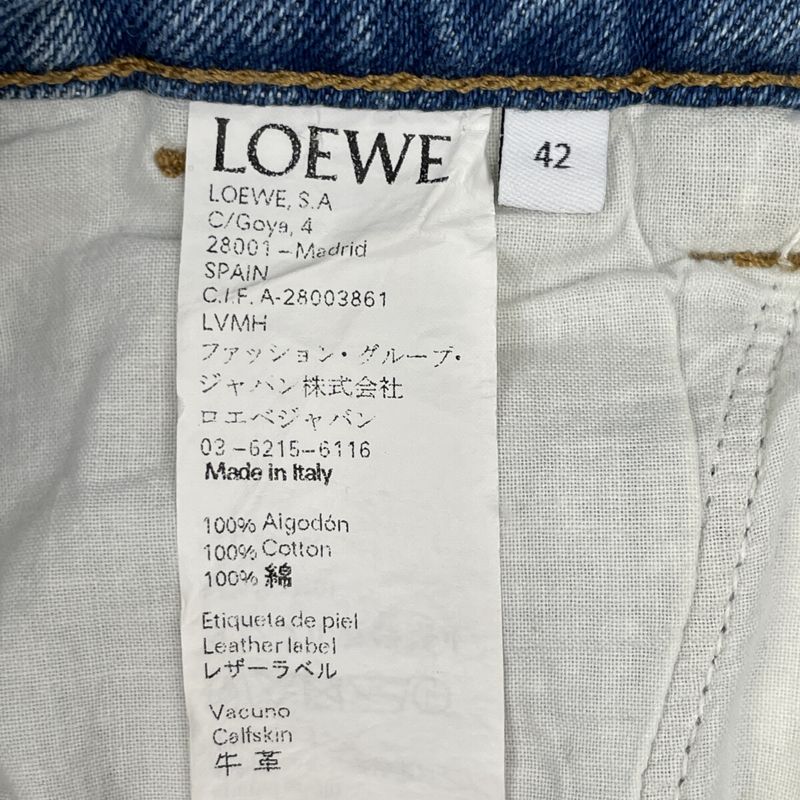 LOEWE
42
LOEWE, S.A
C/Goya, 4
28001 – Madrid
SPAIN
C.I.F. A-28003861
LVMH
ファッション・グループ・
ジャパン株式会社
ロエベジャパン
03-6215-6116
Made in Italy
100% Algodón
100% Cotton
100% 綿
Etiqueta de piel
Leather label
レザーラベル
Vacuno
Calfskin
牛革